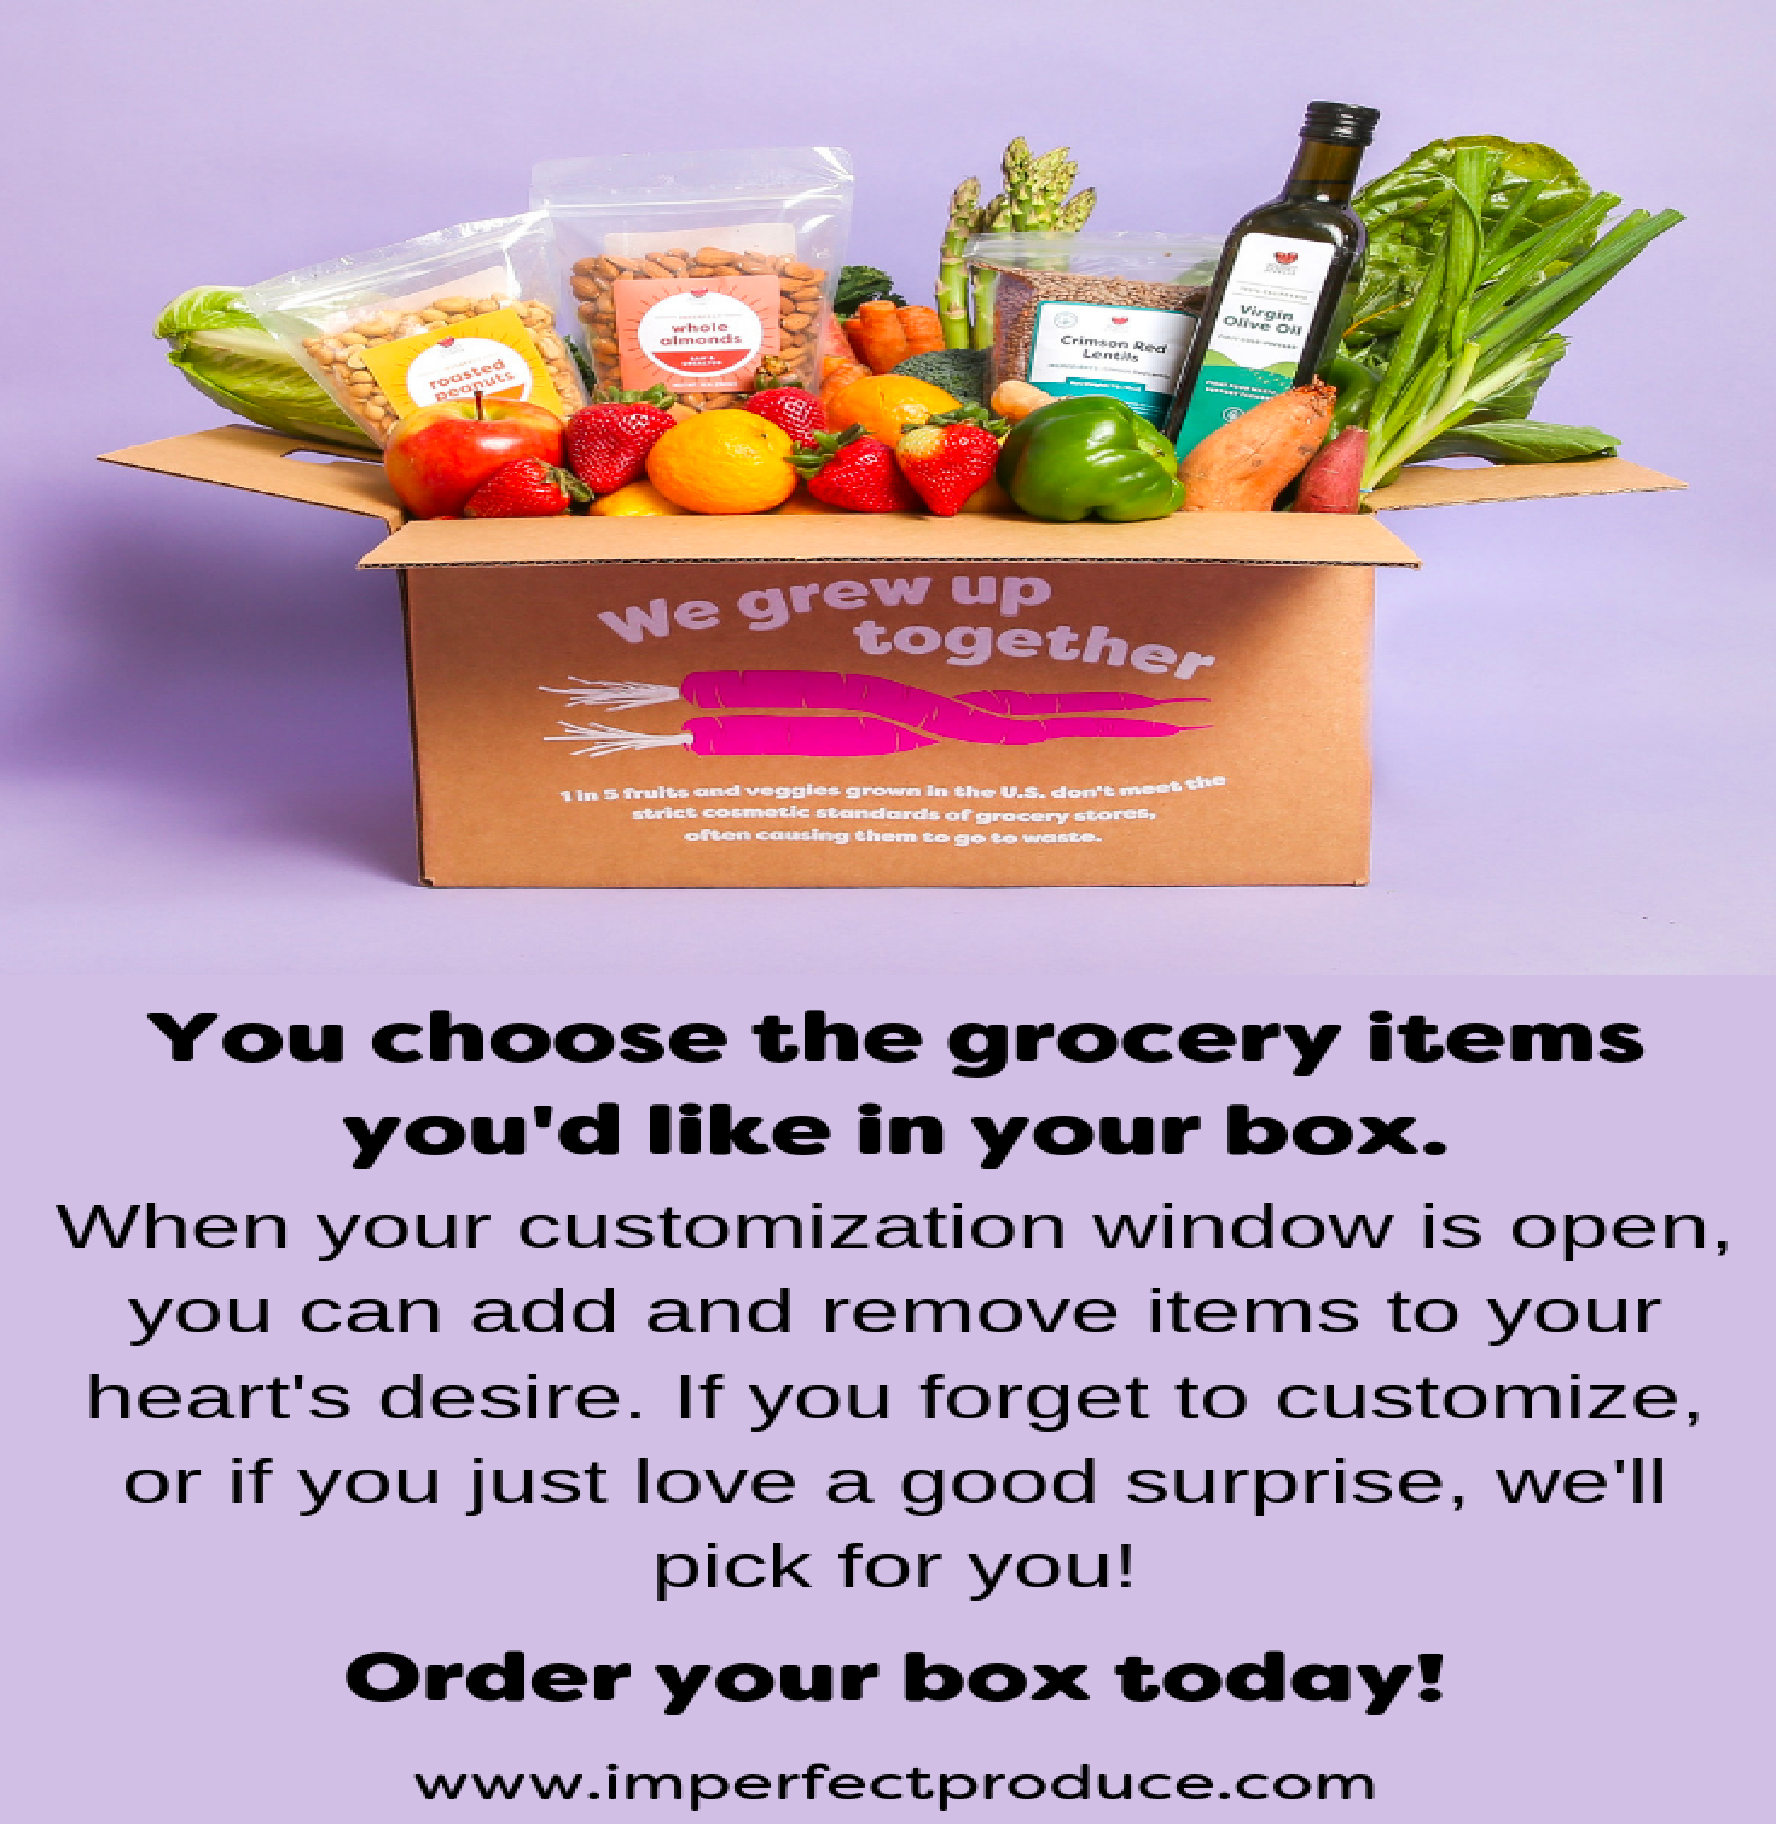 roasted
peanuts
whole
almonds
Crimson Red
Lentils
Virgin
Olive Oil
We grew up
together
1 in 5 fruits and veggies grown in the U.S. don't meet the
strict cosmetic standards of grocery stores,
often causing them to go to waste.
You choose the grocery items
you'd like in your box.
When your customization window is open,
you can add and remove items to your
heart's desire. If you forget to customize,
or if you just love a good surprise, we'll
pick for you!
Order your box today!
www.imperfectproduce.com